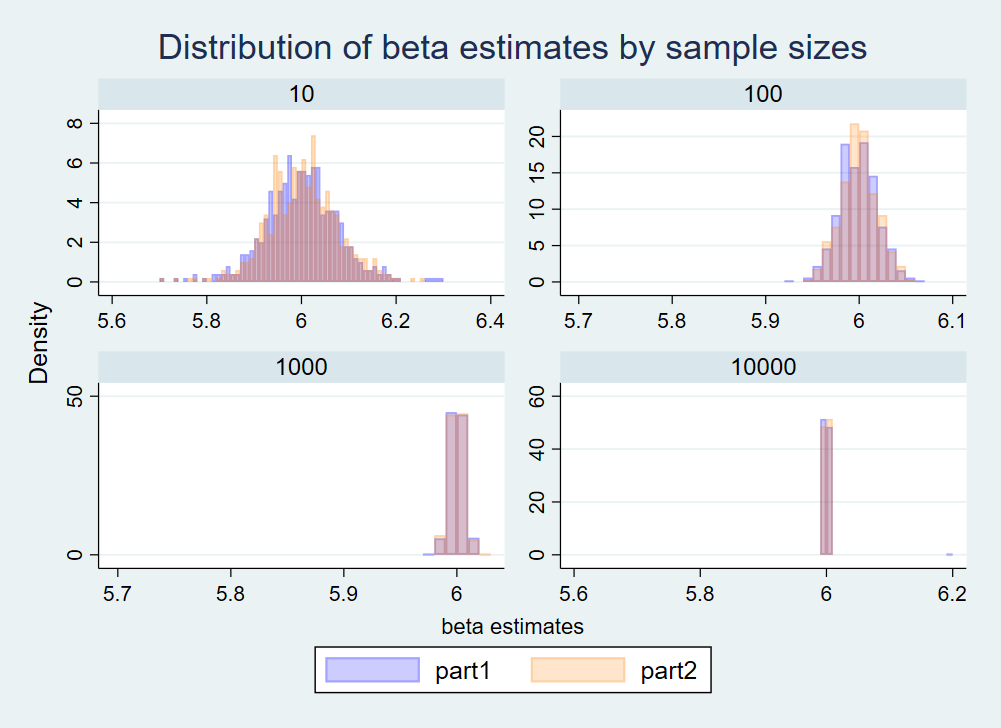 Distribution of beta estimates by sample sizes
10
100
8
6
4
2
0
5.6 5.8 6 6.2 6.4
20
15
10
5
0
5.7 5.8 5.9 6 6.1
Density
1000
10000
50
0
5.7 5.8 5.9 6
60
40
20
0
5.6 5.8 6 6.2
beta estimates
part1 part2